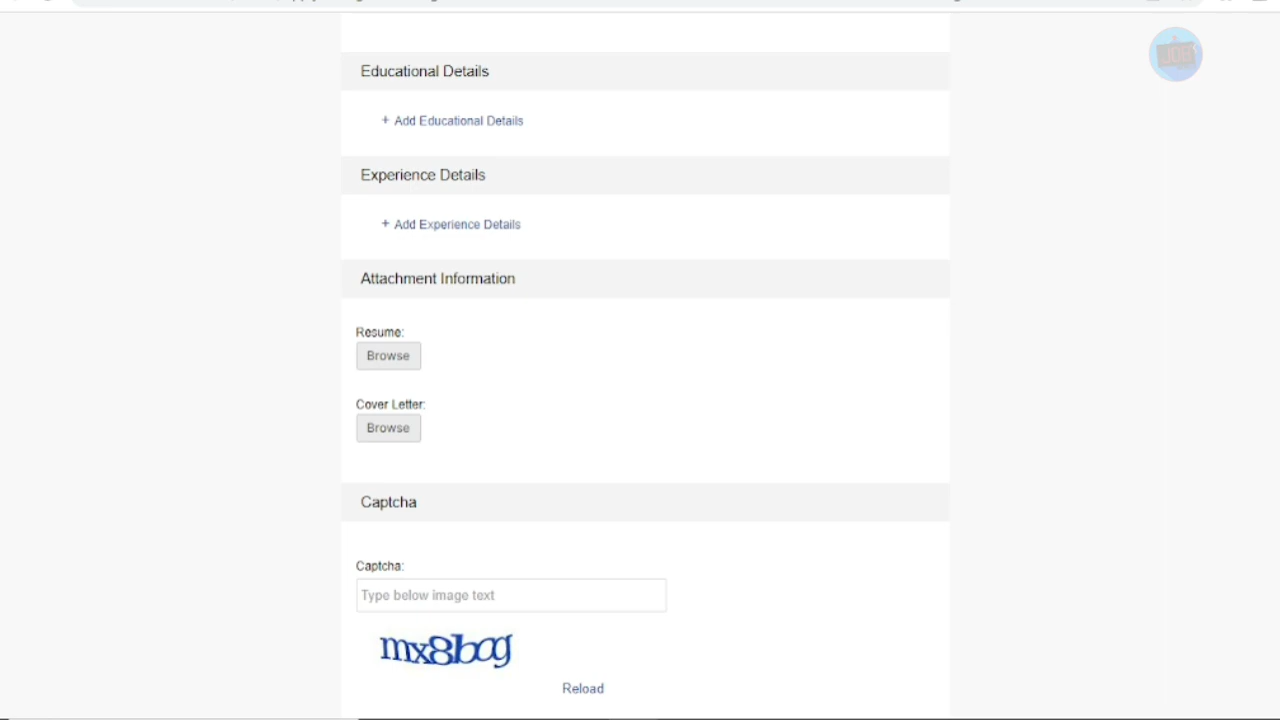 Educational Details
+ Add Educational Details
Experience Details
+ Add Experience Details
Attachment Information
Resume:
Browse
Cover Letter:
Browse
Captcha
Captcha:
Type below image text
Reload